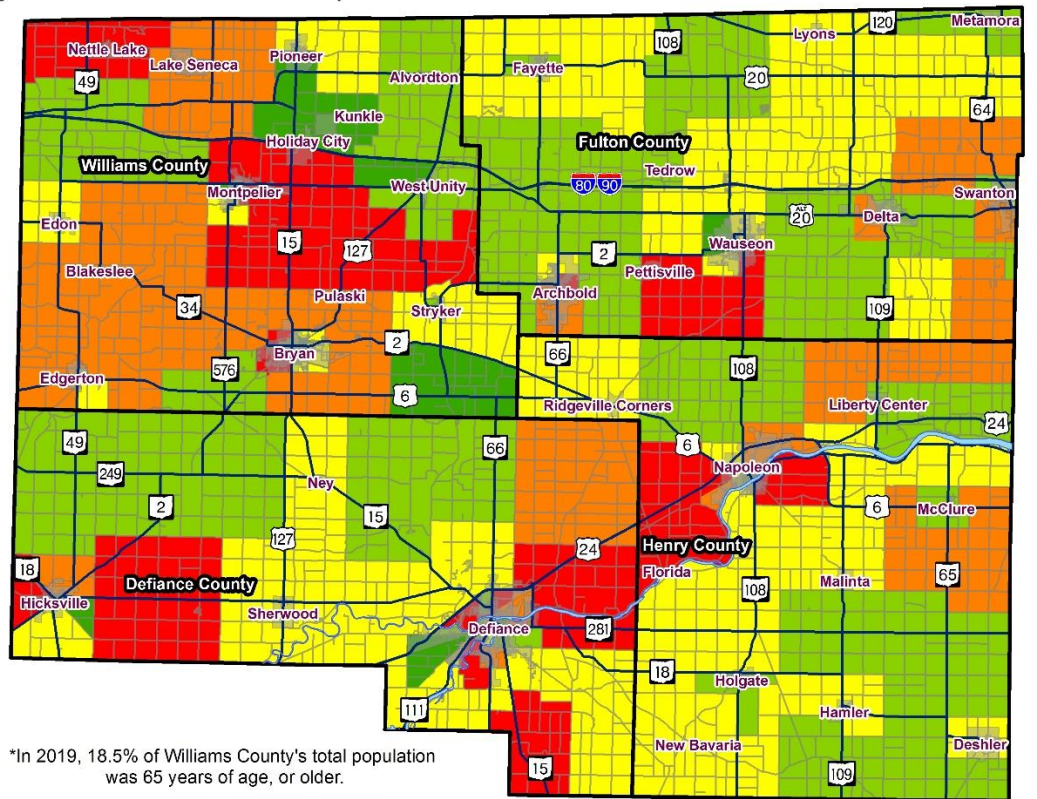 120
Metamora
Lyons
Nettle Lake
Pioneer
108
Lake Seneca
Fayette
Alvordton
20
49
64
Kunkle
Holiday City
Fulton County
Williams County
Tedrow
80 90
Montpelier
West Unity
Swanton
ALT
20
Delta
Edon
Wauseon
15
127
2
Blakeslee
Pettisville
Archbold
Pulaski
34
Stryker
109
Bryan
2
66
576
108
Edgerton
6
Ridgeville Corners
Liberty Center
24
49
66
6
249
Napoleon
Ney
2
6
McClure
15
127
24
Henry County
18
Florida
65
Defiance County
Malinta
108
Hicksville
Sherwood
Defiance
281
18
Holgate
111
Hamler
New Bavaria
Deshler
*In 2019, 18.5% of Williams County's total population
was 65 years of age, or older.
15
109